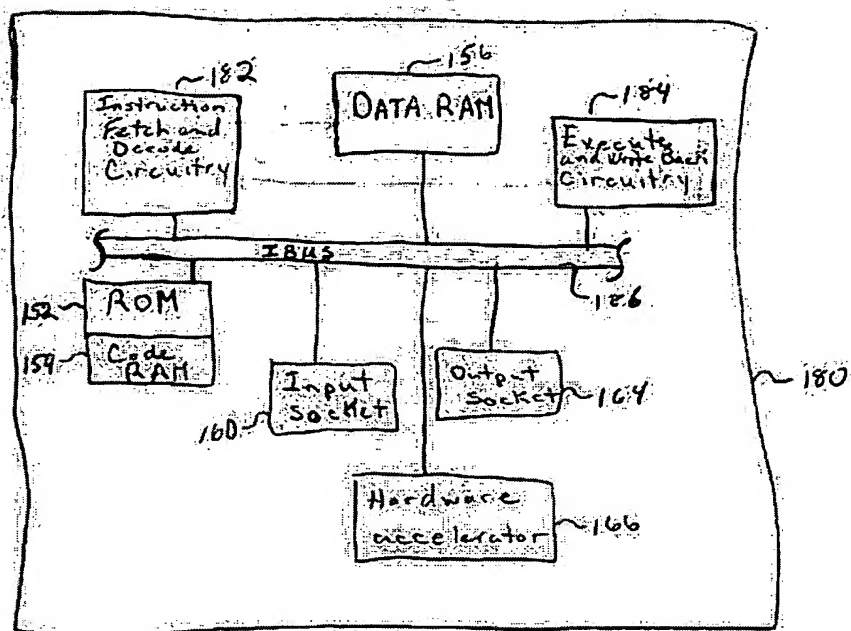 182
156
184
Instruction
Fetch and
Decode
Circuitry
DATA RAM
Execute
and Write Back
Circuitry
IBUS
186
152
ROM
154
Code
RAM
Input
Socket
160
Output
Socket
164
180
Hardware
accelerator
166